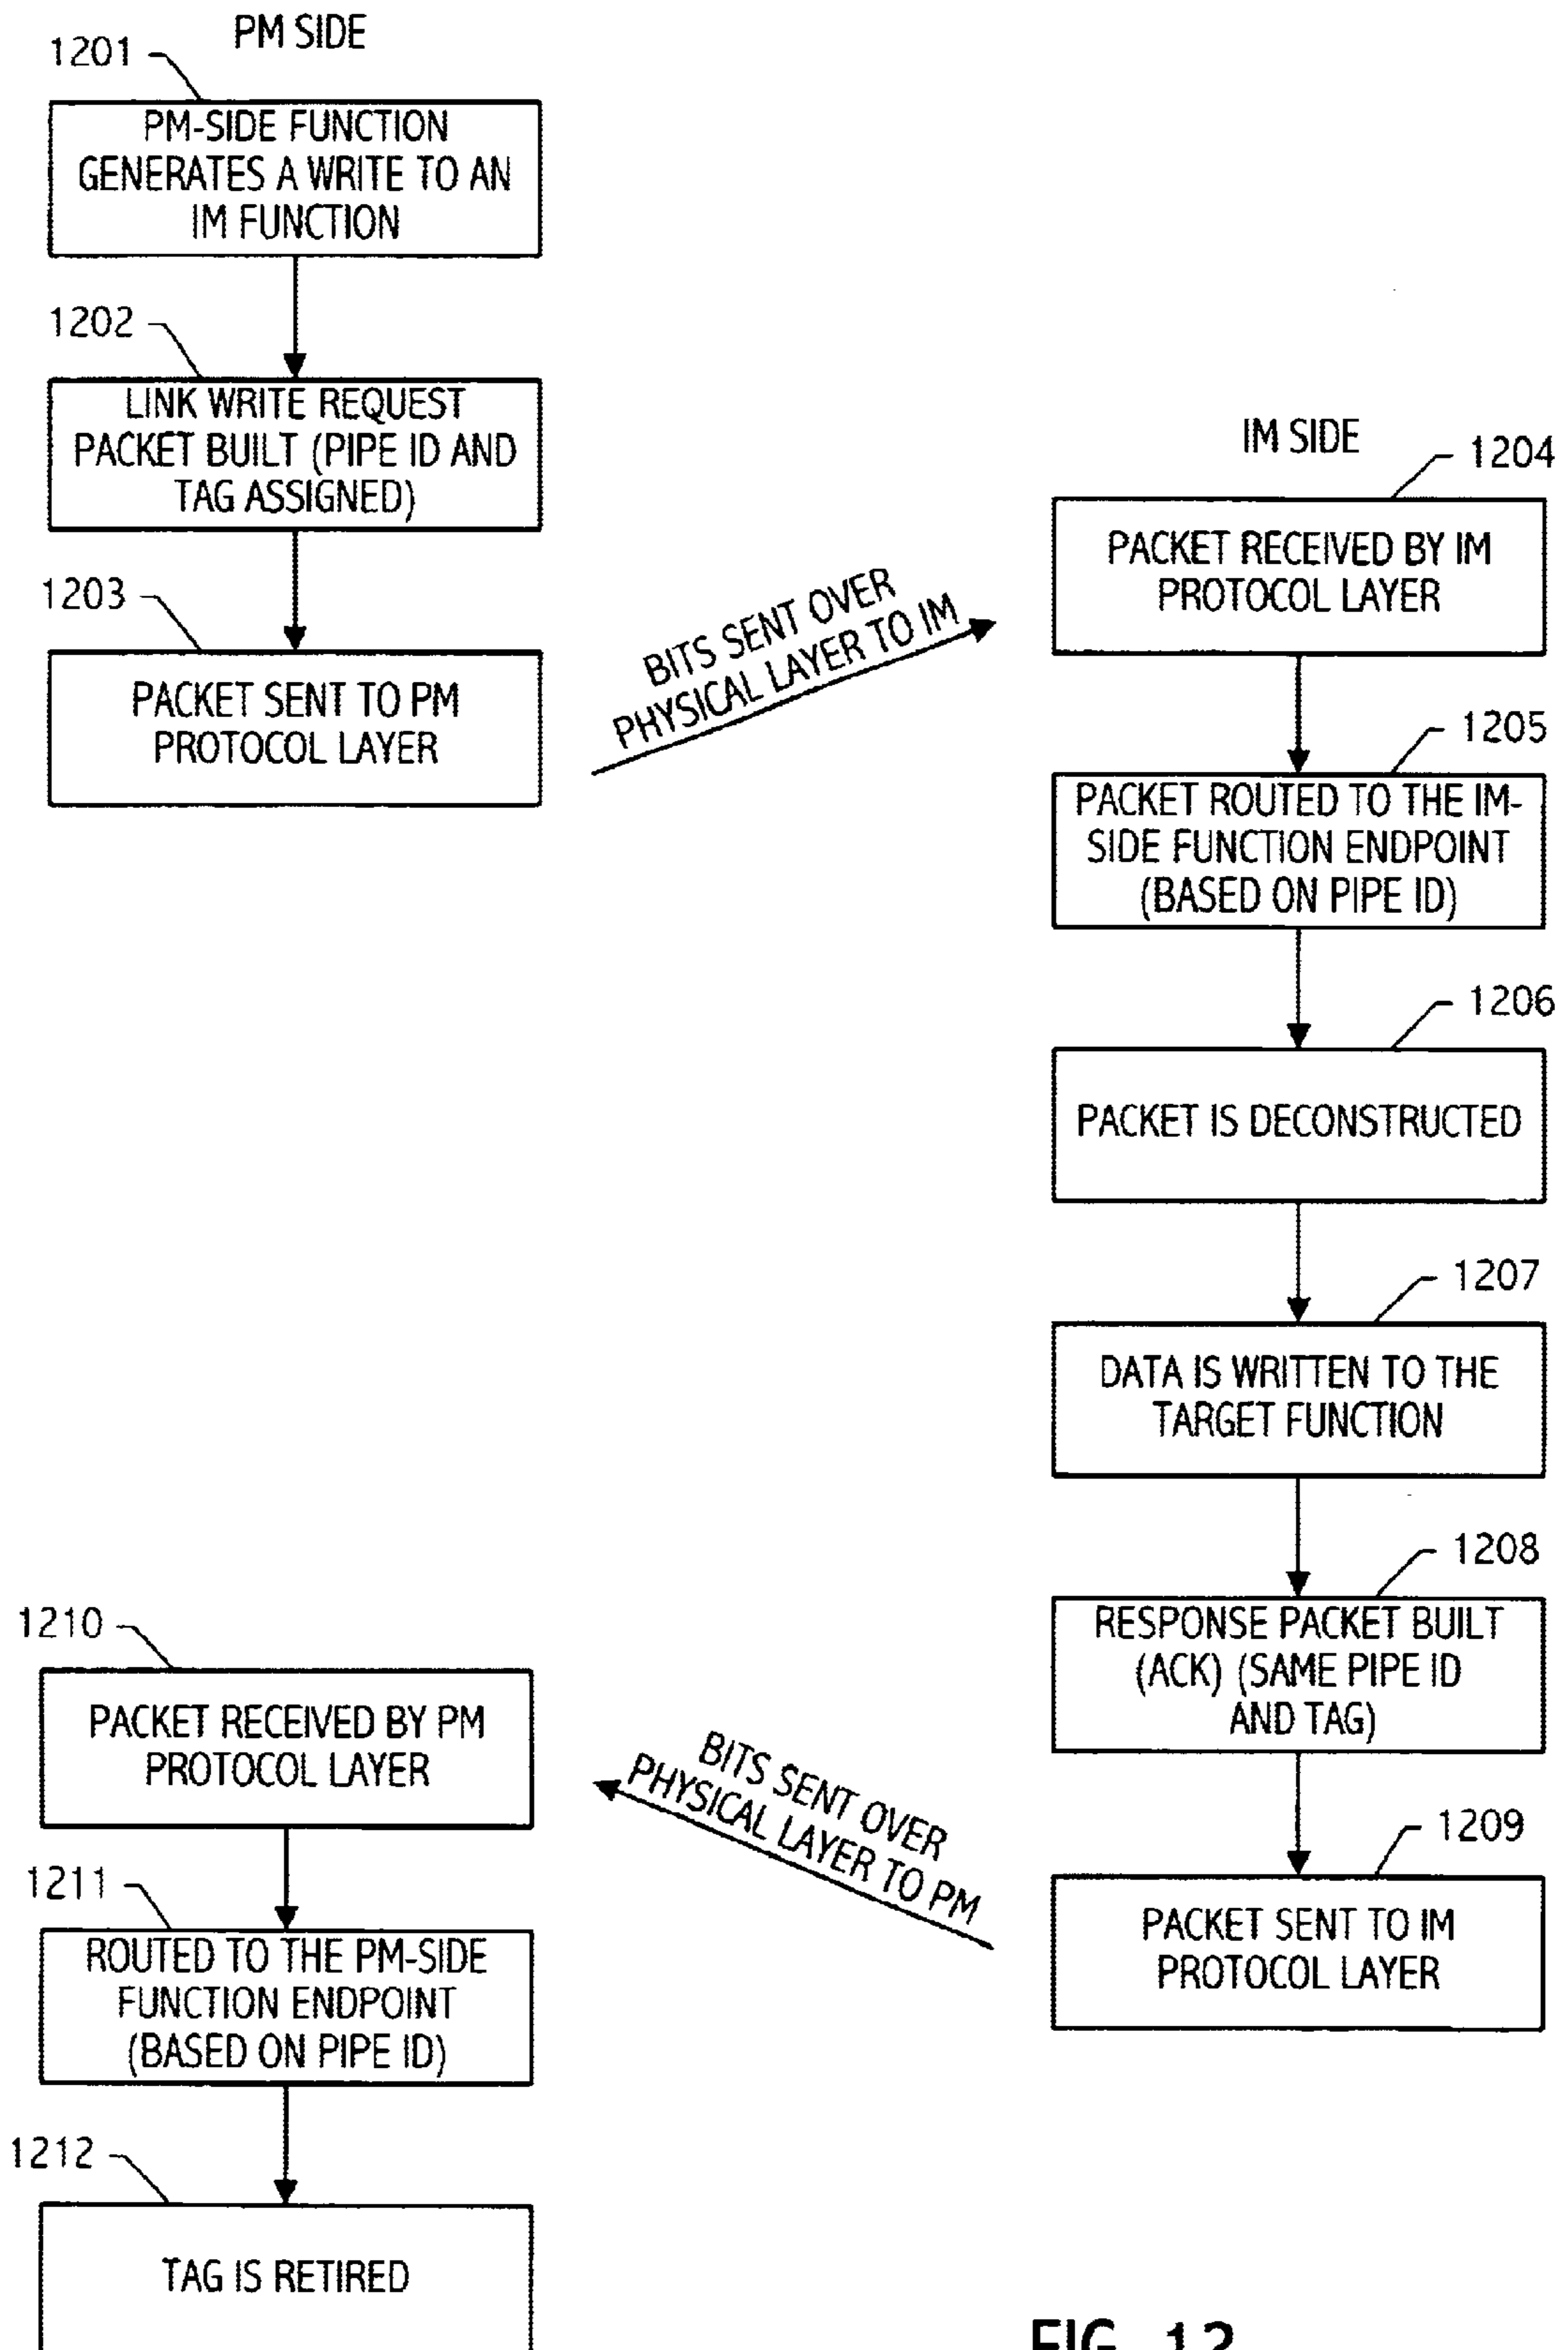 PM SIDE
1201
PM-SIDE FUNCTION
GENERATES A WRITE TO AN
IM FUNCTION
1202
LINK WRITE REQUEST
PACKET BUILT (PIPE ID AND
TAG ASSIGNED)
1203
PACKET SENT TO PM
PROTOCOL LAYER
BITS SENT OVER
PHYSICAL LAYER TO IM
IM SIDE
1204
PACKET RECEIVED BY IM
PROTOCOL LAYER
1205
PACKET ROUTED TO THE IM-
SIDE FUNCTION ENDPOINT
(BASED ON PIPE ID)
1206
PACKET IS DECONSTRUCTED
1207
DATA IS WRITTEN TO THE
TARGET FUNCTION
1208
RESPONSE PACKET BUILT
(ACK) (SAME PIPE ID
AND TAG)
1209
PACKET SENT TO IM
PROTOCOL LAYER
BITS SENT OVER
PHYSICAL LAYER TO PM
1210
PACKET RECEIVED BY PM
PROTOCOL LAYER
1211
ROUTED TO THE PM-SIDE
FUNCTION ENDPOINT
(BASED ON PIPE ID)
1212
TAG IS RETIRED
FIG. 12